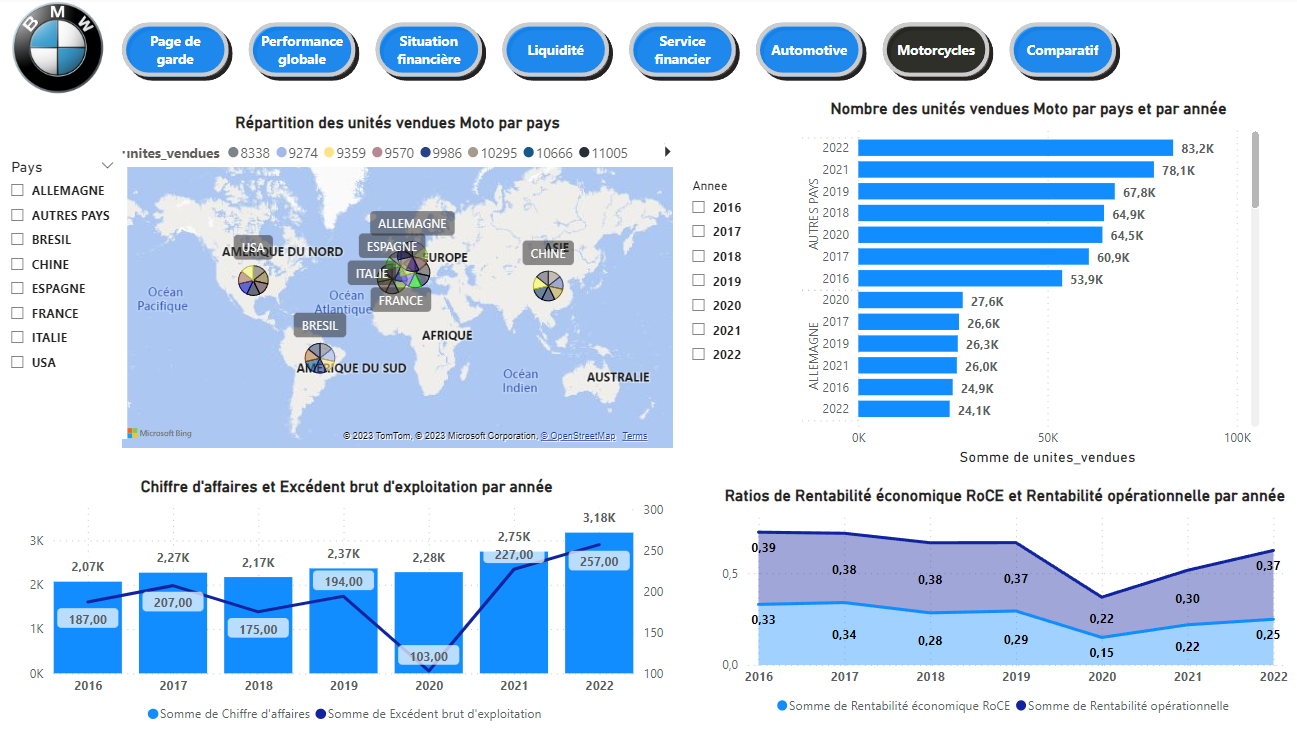 BMW
Page de
garde
Performance
globale
Situation
financière
Liquidité
Service
financier
Automotive
Motorcycles
Comparatif
Pays
ALLEMAGNE
AUTRES PAYS
BRESIL
CHINE
ESPAGNE
FRANCE
ITALIE
USA
Répartition des unités vendues Moto par pays
unites_vendues 8338 9274 9359 9570 9986 10295 10666 11005
ALLEMAGNE
USA
AMÉRIQUE DU NORD
ESPAGNE
EUROPE
ASIE
CHINE
ITALIE
Océan
Pacifique
Océan
Atlantique
FRANCE
BRESIL
AFRIQUE
AMÉRIQUE DU SUD
Océan
Indien
AUSTRALIE
Microsoft Bing
© 2023 TomTom, © 2023 Microsoft Corporation, © OpenStreetMap Terms
Annee
2016
2017
2018
2019
2020
2021
2022
Nombre des unités vendues Moto par pays et par année
AUTRES PAYS
2022 83,2K
2021 78,1K
2019 67,8K
2018 64,9K
2020 64,5K
2017 60,9K
2016 53,9K
ALLEMAGNE
2020 27,6K
2017 26,6K
2019 26,3K
2021 26,0K
2016 24,9K
2022 24,1K
0K 50K 100K
Somme de unites_vendues
Chiffre d'affaires et Excédent brut d'exploitation par année
3K
2K
1K
0K
2,07K 2,27K 2,17K 2,37K 2,28K 2,75K 3,18K
187,00 207,00 175,00 194,00 103,00 227,00 257,00
300
250
200
150
100
2016 2017 2018 2019 2020 2021 2022
Somme de Chiffre d'affaires Somme de Excédent brut d'exploitation
Ratios de Rentabilité économique RoCE et Rentabilité opérationnelle par année
0,5
0,0
0,39 0,38 0,38 0,37 0,22 0,30 0,37
0,33 0,34 0,28 0,29 0,15 0,22 0,25
2016 2017 2018 2019 2020 2021 2022
Somme de Rentabilité économique RoCE Somme de Rentabilité opérationnelle